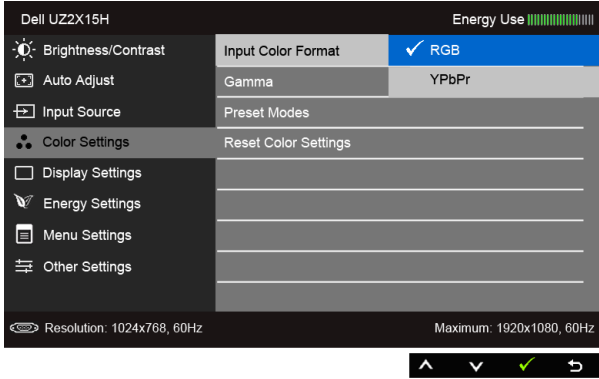 Dell UZ2X15H
Energy Use
Brightness/Contrast
Input Color Format
RGB
Auto Adjust
Gamma
YPbPr
Input Source
Preset Modes
Color Settings
Reset Color Settings
Display Settings
Energy Settings
Menu Settings
Other Settings
Resolution: 1024x768, 60Hz
Maximum: 1920x1080, 60Hz